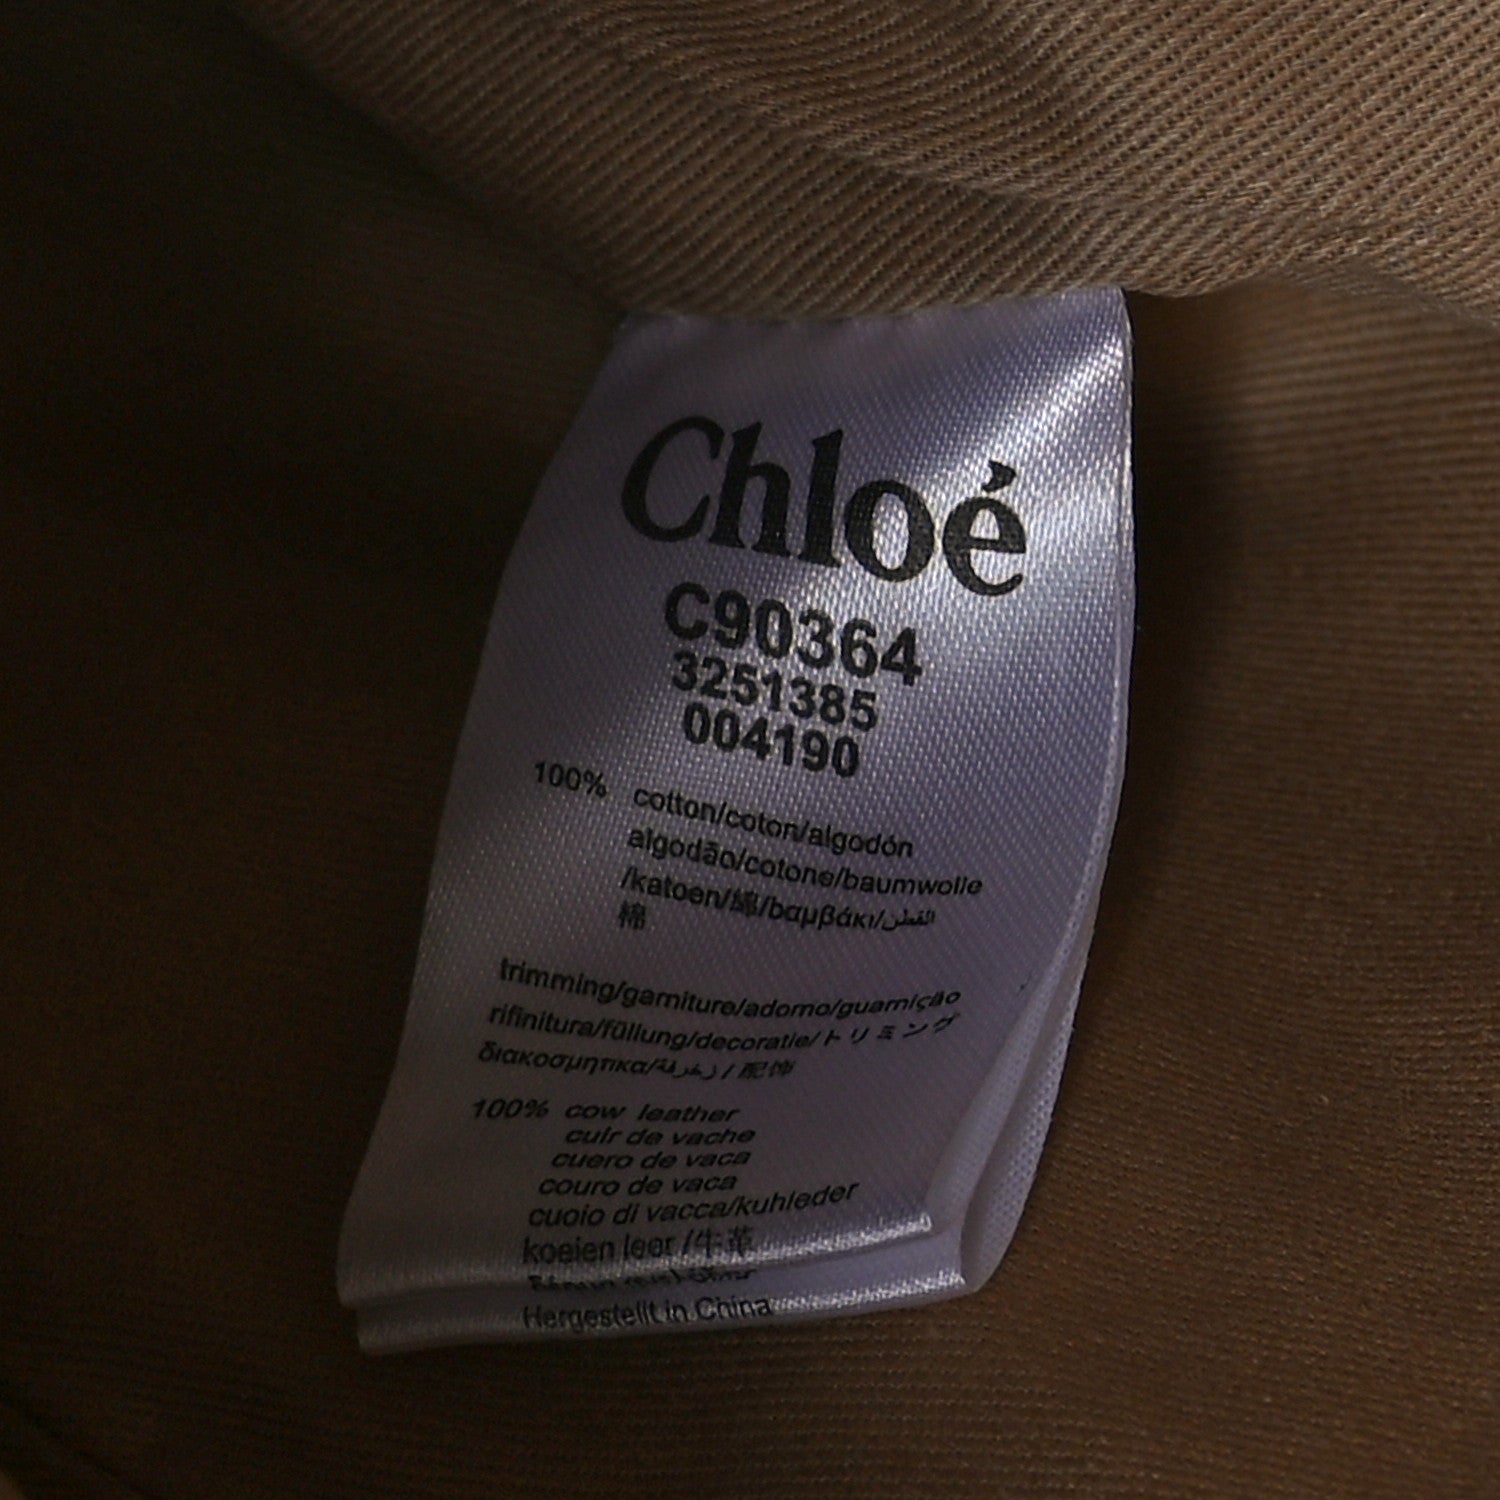 Chloé
C90364
3251385
004190
100% cotton/coton/algodón
algodão/cotone/baumwolle
/katoen/綿/βαμβάκι/القطن
棉
trimming/garniture/adorno/guarnição
rifinitura/füllung/decoratie/トリミング
διακοσμητικα/زخرفة/配饰
100% cow leather
cuir de vache
cuero de vaca
couro de vaca
cuoio di vacca/kuhleder
koeien leer/牛革
Hergestellt in China